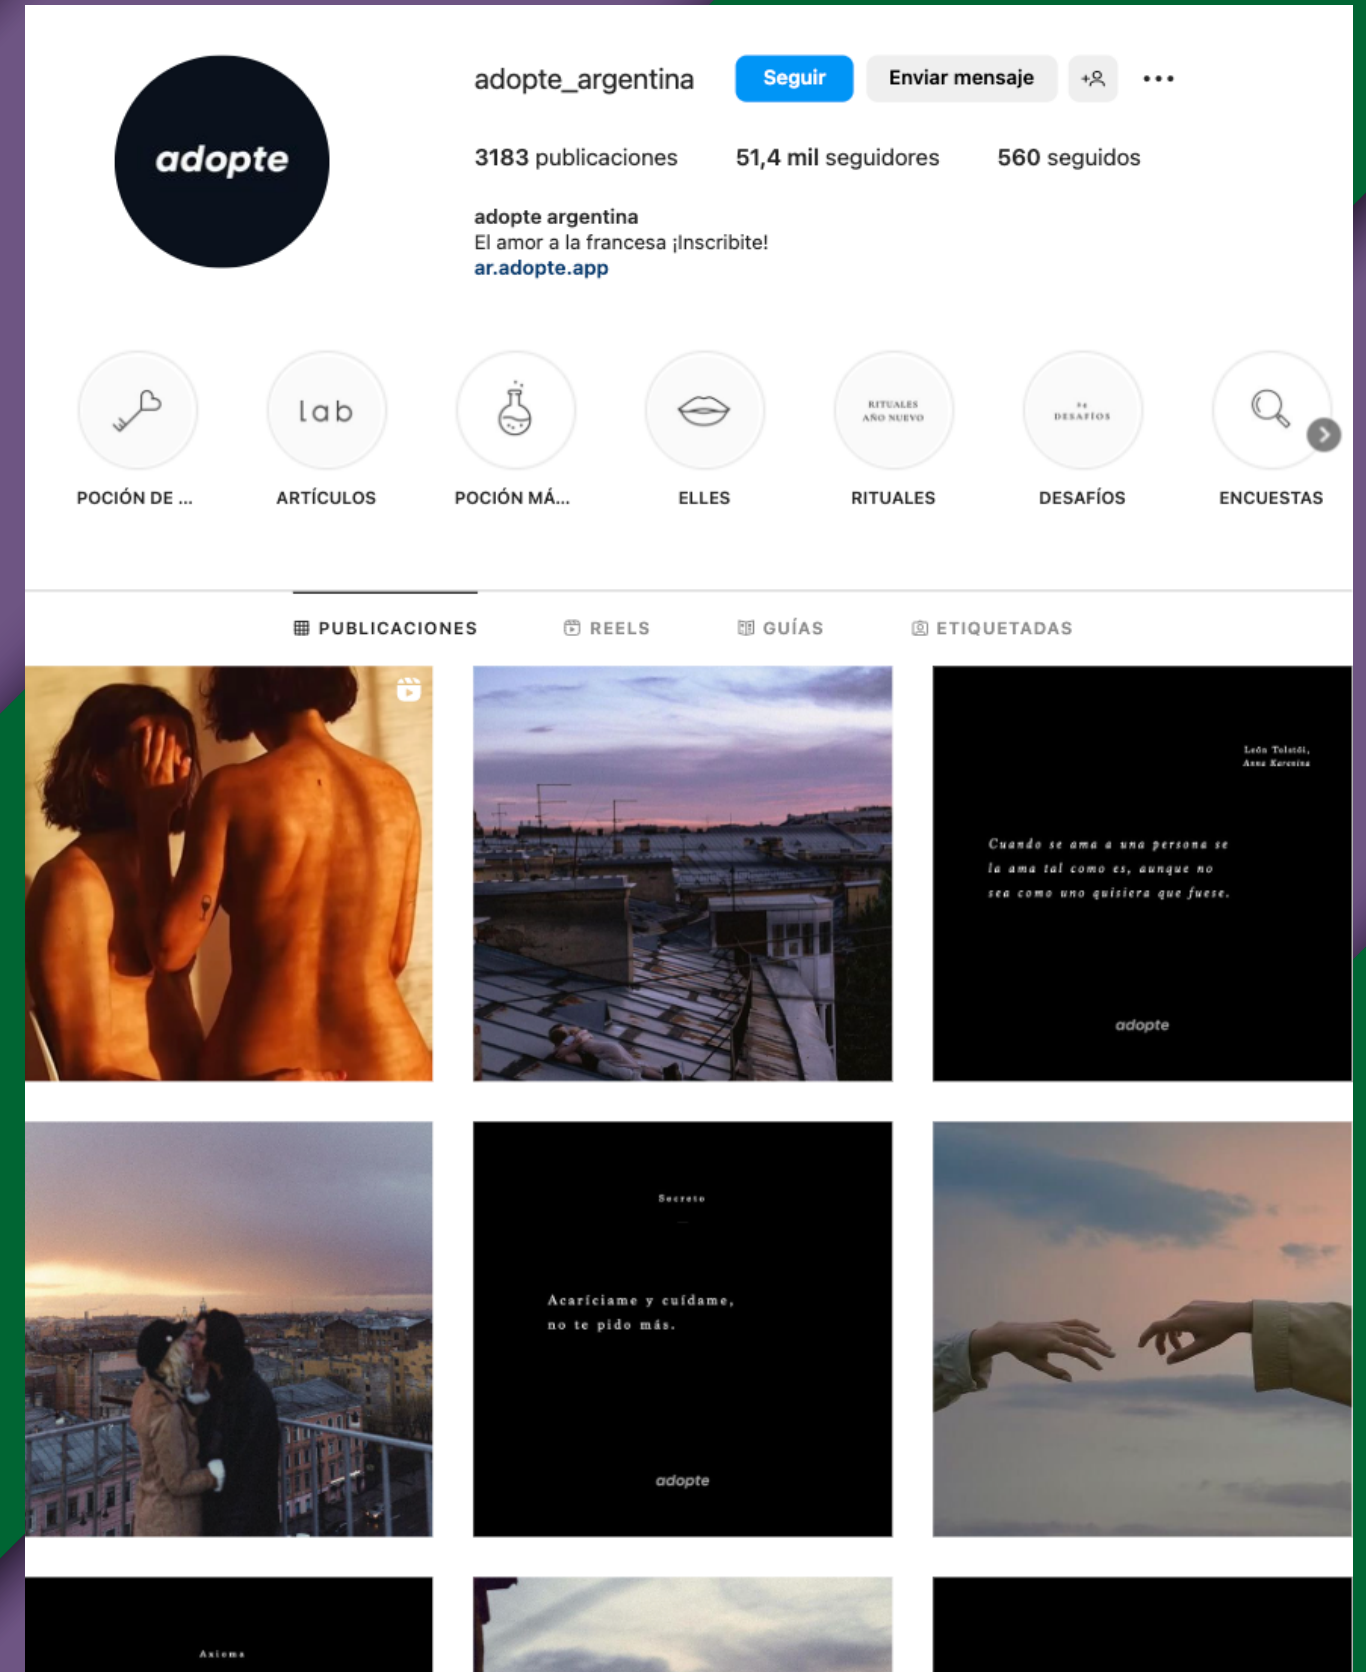 adopte
adopte_argentina
Seguir
Enviar mensaje
3183 publicaciones
51,4 mil seguidores
560 seguidos
adopte argentina
El amor a la francesa ¡Inscribite!
ar.adopte.app
lab
RITUALES
AÑO NUEVO
24
DESAFÍOS
POCIÓN DE ...
ARTÍCULOS
POCIÓN MÁ...
ELLES
RITUALES
DESAFÍOS
ENCUESTAS
PUBLICACIONES
REELS
GUÍAS
ETIQUETADAS
León Tolstói,
Anna Karenina
Cuando se ama a una persona se
la ama tal como es, aunque no
sea como uno quisiera que fuese.
adopte
Secreto
Acaríciame y cuídame,
no te pido más.
adopte
Axioma